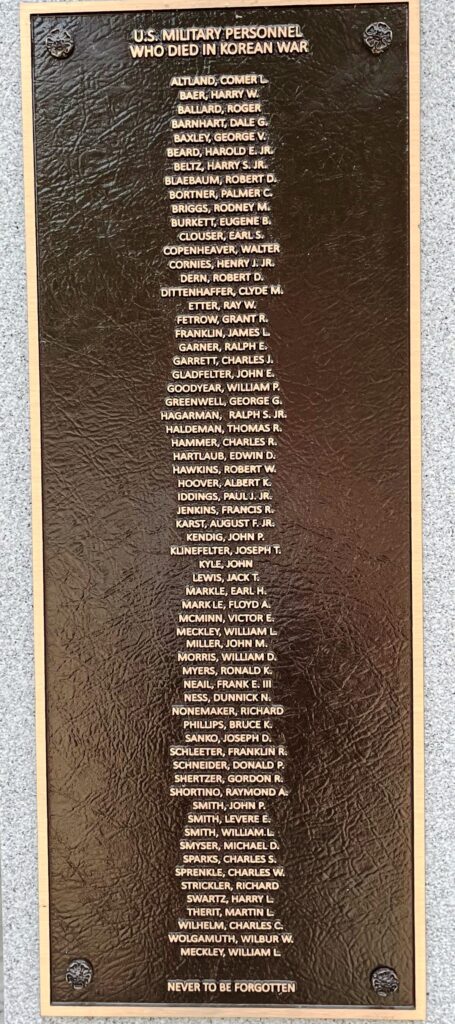 U.S. MILITARY PERSONNEL
WHO DIED IN KOREAN WAR
ALTLAND, COMER L.
BAER, HARRY W.
BALLARD, ROGER
BARNHART, DALE G.
BAXLEY, GEORGE V.
BEARD, HAROLD E. JR.
BELTZ, HARRY S. JR.
BLAEBAUM, ROBERT D.
BORTNER, PALMER C.
BRIGGS, RODNEY M.
BURKETT, EUGENE B.
CLOUSER, EARL S.
COPENHEAVER, WALTER
CORNIES, HENRY J. JR.
DERN, ROBERT D.
DITTENHAFFER, CLYDE M.
ETTER, RAY W.
FETROW, GRANT R.
FRANKLIN, JAMES L.
GARNER, RALPH E.
GARRETT, CHARLES J.
GLADFELTER, JOHN E.
GOODYEAR, WILLIAM P.
GREENWELL, GEORGE G.
HAGARMAN, RALPH S. JR.
HALDEMAN, THOMAS R.
HAMMER, CHARLES R.
HARTLAUB, EDWIN D.
HAWKINS, ROBERT W.
HOOVER, ALBERT K.
IDDINGS, PAUL J. JR.
JENKINS, FRANCIS R.
KARST, AUGUST F. JR.
KENDIG, JOHN P.
KLINEFELTER, JOSEPH T.
KYLE, JOHN
LEWIS, JACK T.
MARKLE, EARL H.
MARKLE, FLOYD A.
MCMINN, VICTOR E.
MECKLEY, WILLIAM L.
MILLER, JOHN M.
MORRIS, WILLIAM D.
MYERS, RONALD K.
NEAIL, FRANK E. III
NESS, DUNNICK N.
NONEMAKER, RICHARD
PHILLIPS, BRUCE K.
SANKO, JOSEPH D.
SCHLEETER, FRANKLIN R.
SCHNEIDER, DONALD P.
SHERTZER, GORDON R.
SHORTINO, RAYMOND A.
SMITH, JOHN P.
SMITH, LEVERE E.
SMITH, WILLIAM L.
SMYSER, MICHAEL D.
SPARKS, CHARLES S.
SPRENKLE, CHARLES W.
STRICKLER, RICHARD
SWARTZ, HARRY L.
THERIT, MARTIN L.
WILHELM, CHARLES C.
WOLGAMUTH, WILBUR W.
MECKLEY, WILLIAM L.
NEVER TO BE FORGOTTEN